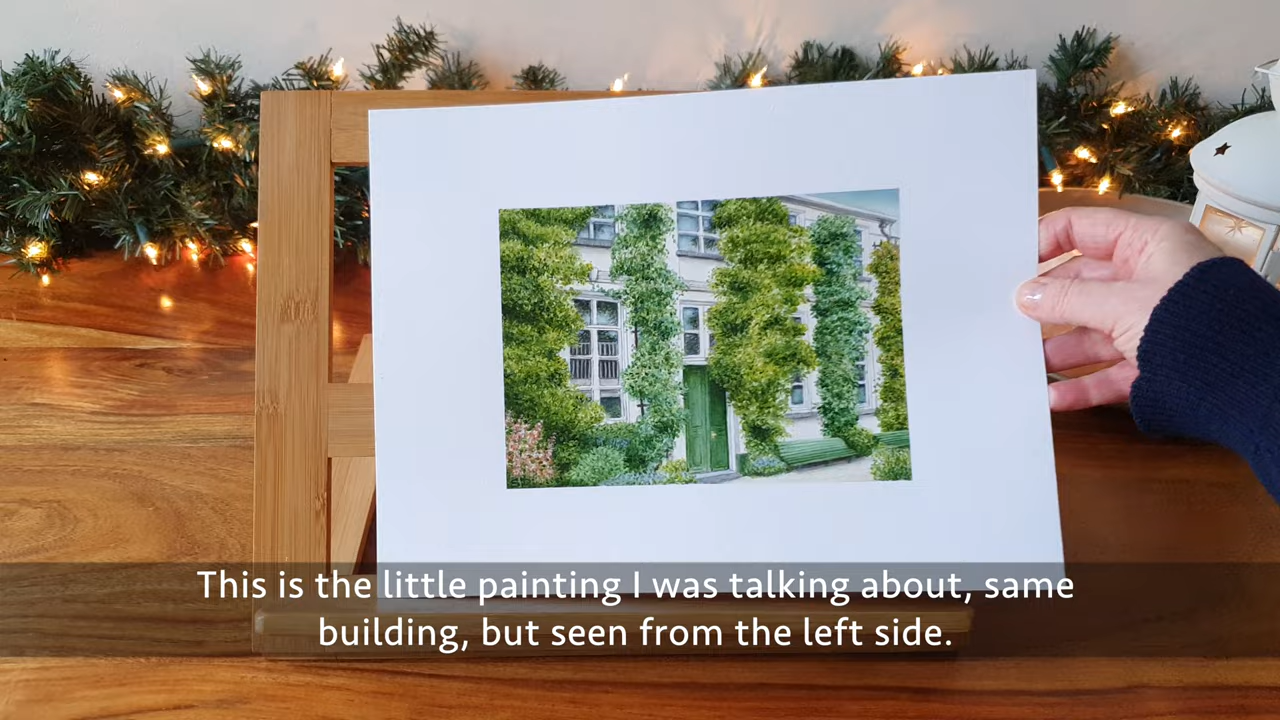 This is the little painting I was talking about, same
building, but seen from the left side.